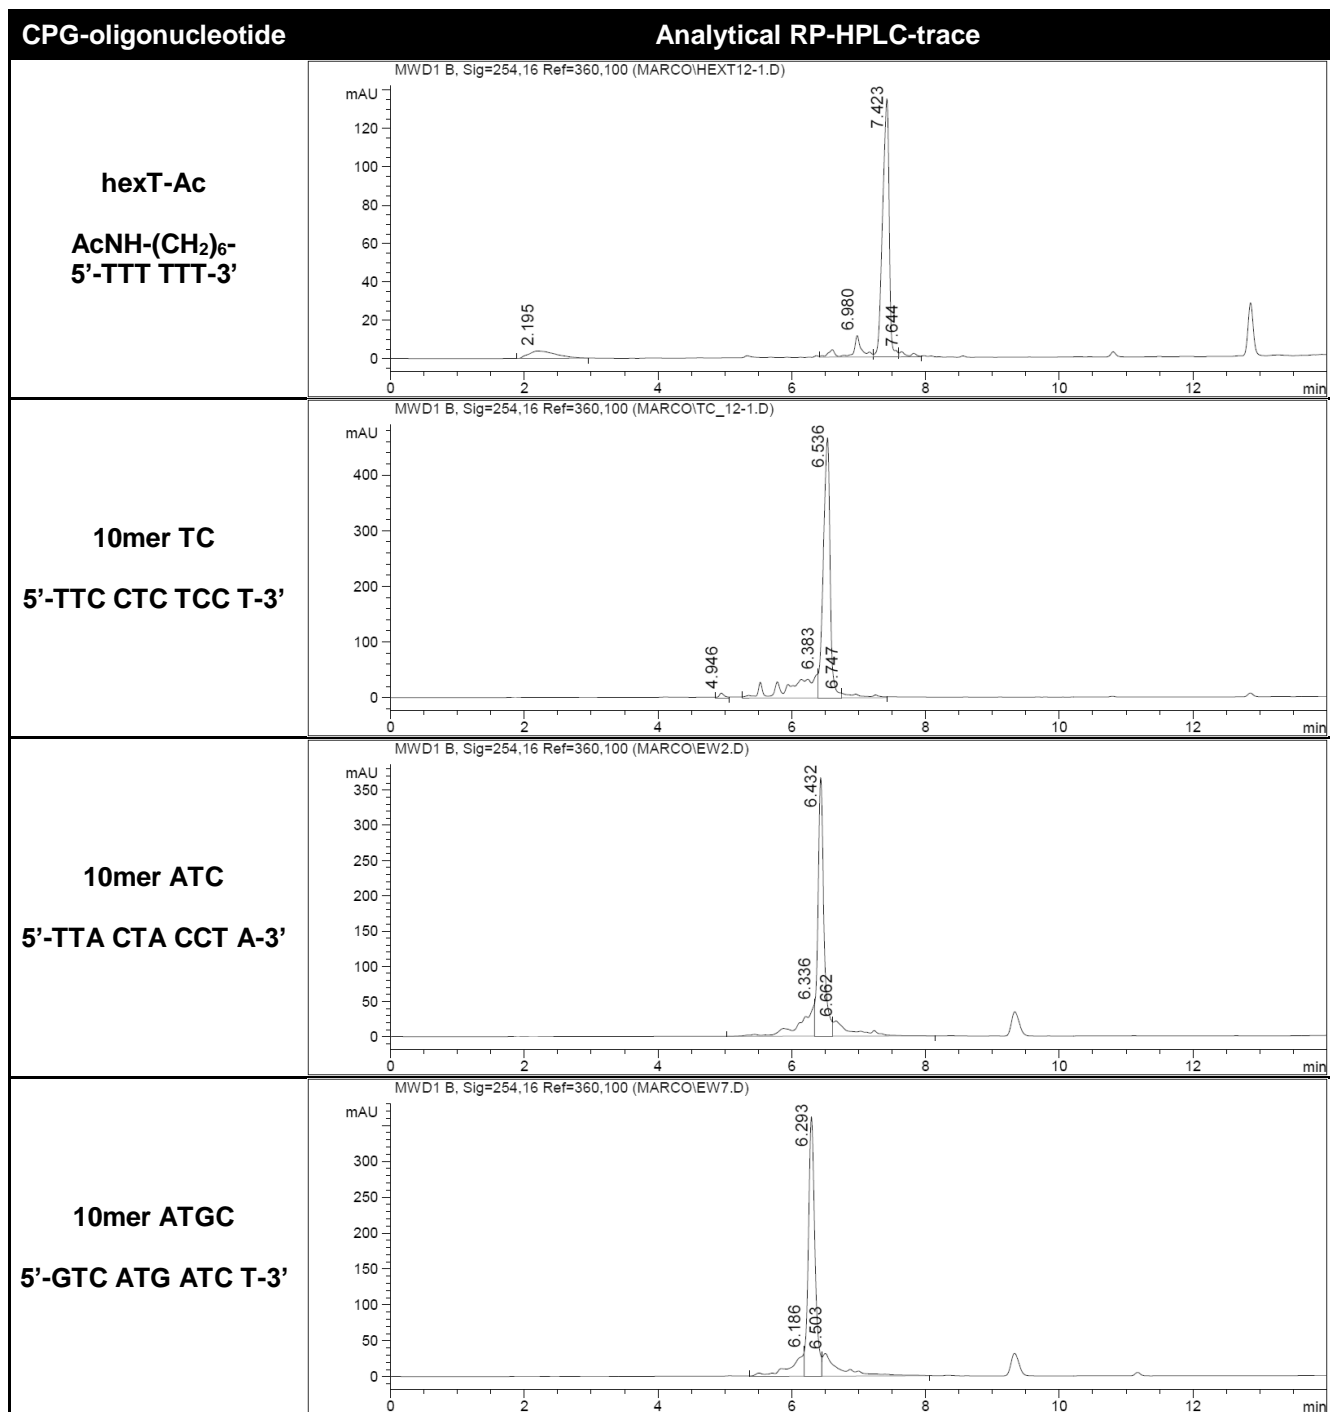 CPG-oligonucleotide Analytical RP-HPLC-trace
hexT-Ac
AcNH-(CH₂)₆-
5’-TTT TTT-3’
MWD1 B, Sig=254,16 Ref=360,100 (MARCO\HEXT12-1.D)
mAU
120
100
80
60
40
20
0
2.195
6.980
7.423
7.644
0 2 4 6 8 10 12 min
10mer TC
5’-TTC CTC TCC T-3’
MWD1 B, Sig=254,16 Ref=360,100 (MARCO\TC_12-1.D)
mAU
400
300
200
100
0
4.946
6.383
6.536
6.747
0 2 4 6 8 10 12 min
10mer ATC
5’-TTA CTA CCT A-3’
MWD1 B, Sig=254,16 Ref=360,100 (MARCO\EW2.D)
mAU
350
300
250
200
150
100
50
0
6.336
6.432
6.662
0 2 4 6 8 10 12 min
10mer ATGC
5’-GTC ATG ATC T-3’
MWD1 B, Sig=254,16 Ref=360,100 (MARCO\EW7.D)
mAU
300
250
200
150
100
50
0
6.186
6.293
6.503
0 2 4 6 8 10 12 min